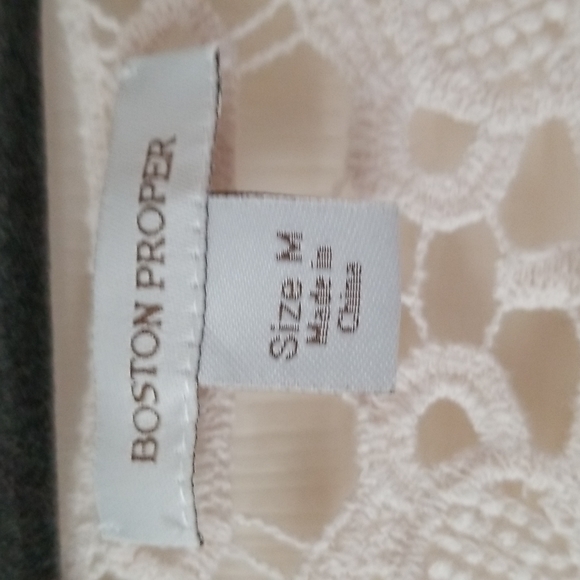 BOSTON PROPER
Size M
Made in
China